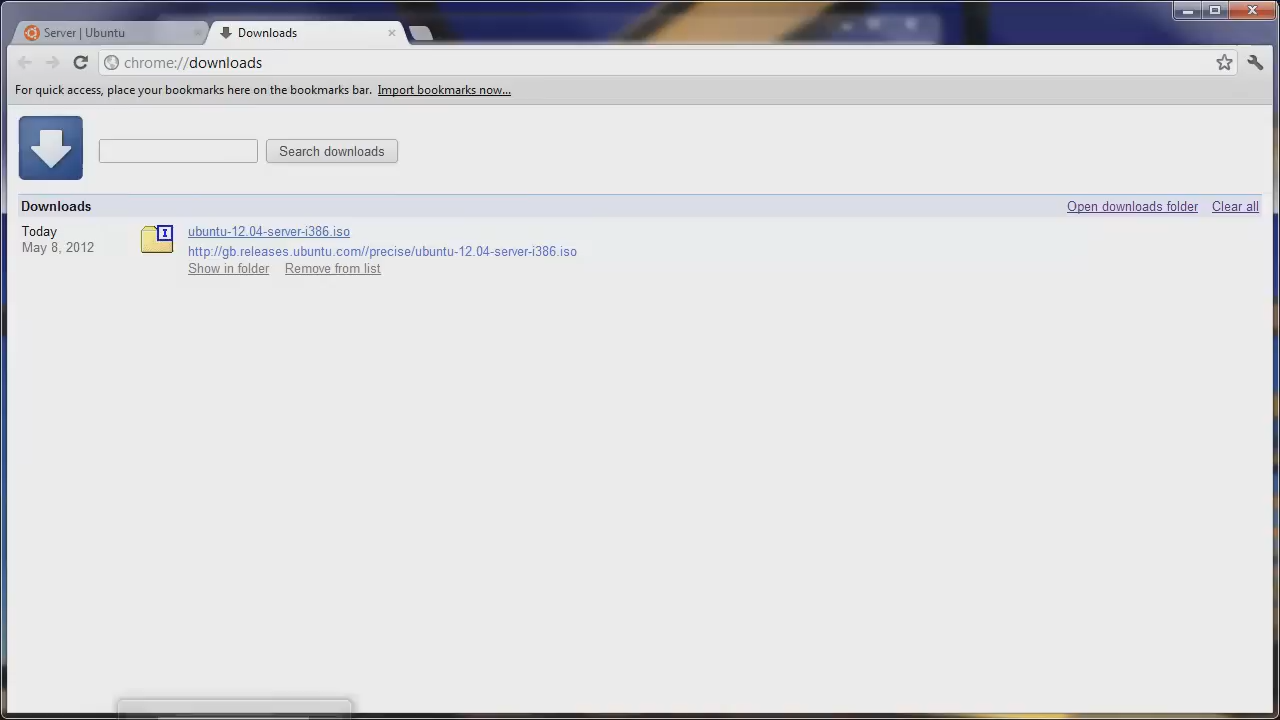 Server | Ubuntu
Downloads
chrome://downloads
For quick access, place your bookmarks here on the bookmarks bar. Import bookmarks now...
Search downloads
Downloads
Open downloads folder
Clear all
Today
May 8, 2012
ubuntu-12.04-server-i386.iso
http://gb.releases.ubuntu.com//precise/ubuntu-12.04-server-i386.iso
Show in folder
Remove from list